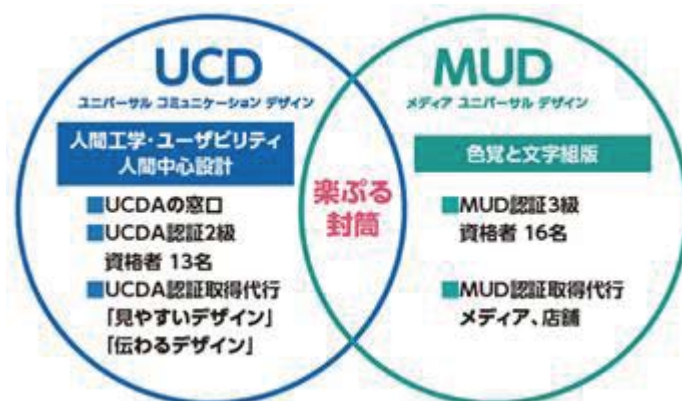 UCD
ユニバーサル コミュニケーション デザイン
人間工学・ユーザビリティ
人間中心設計
■UCDAの窓口
■UCDA認証2級
資格者 13名
■UCDA認証取得代行
「見やすいデザイン」
「伝わるデザイン」
楽ぷる
封筒
MUD
メディア ユニバーサル デザイン
色覚と文字組版
■MUD認証3級
資格者 16名
■MUD認証取得代行
メディア、店舗